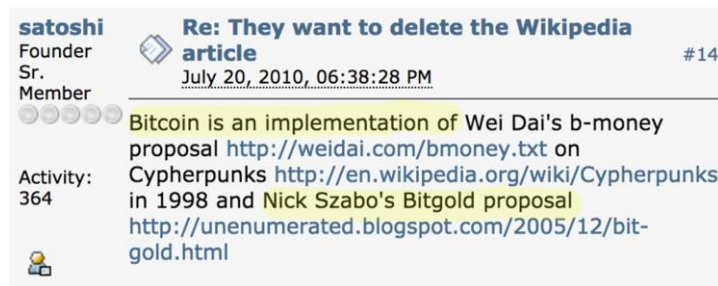 satoshi
Founder
Sr.
Member
Activity:
364
Re: They want to delete the Wikipedia
article
#14
July 20, 2010, 06:38:28 PM
Bitcoin is an implementation of Wei Dai's b-money
proposal http://weidai.com/bmoney.txt on
Cypherpunks http://en.wikipedia.org/wiki/Cypherpunks
in 1998 and Nick Szabo's Bitgold proposal
http://unenumerated.blogspot.com/2005/12/bit-
gold.html